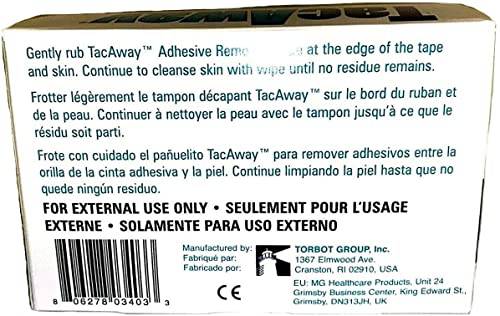 TacAway
Gently rub TacAway™ Adhesive Remo at the edge of the tape
and skin. Continue to cleanse skin with wipe until no residue remains.
Frotter légèrement le tampon décapant TacAway™ sur le bord du ruban et
de la peau. Continuer à nettoyer la peau avec le tampon jusqu'à ce que le
résidu soit parti.
Frote con cuidado el pañuelito TacAway™ para remover adhesivos entre la
orilla de la cinta adhesiva y la piel. Continue limpiando la piel hasta que no
quede ningún residuo.
FOR EXTERNAL USE ONLY • SEULEMENT POUR L'USAGE
EXTERNE • SOLAMENTE PARA USO EXTERNO
Manufactured by:
Fabriqué par:
Fabricado por:
TORBOT GROUP, Inc.
1367 Elmwood Ave.
Cranston, RI 02910, USA
EU: MG Healthcare Products, Unit 24
Grimsby Business Center, King Edward St.,
Grimsby, DN313JH, UK
CE
8 06278 03403 3